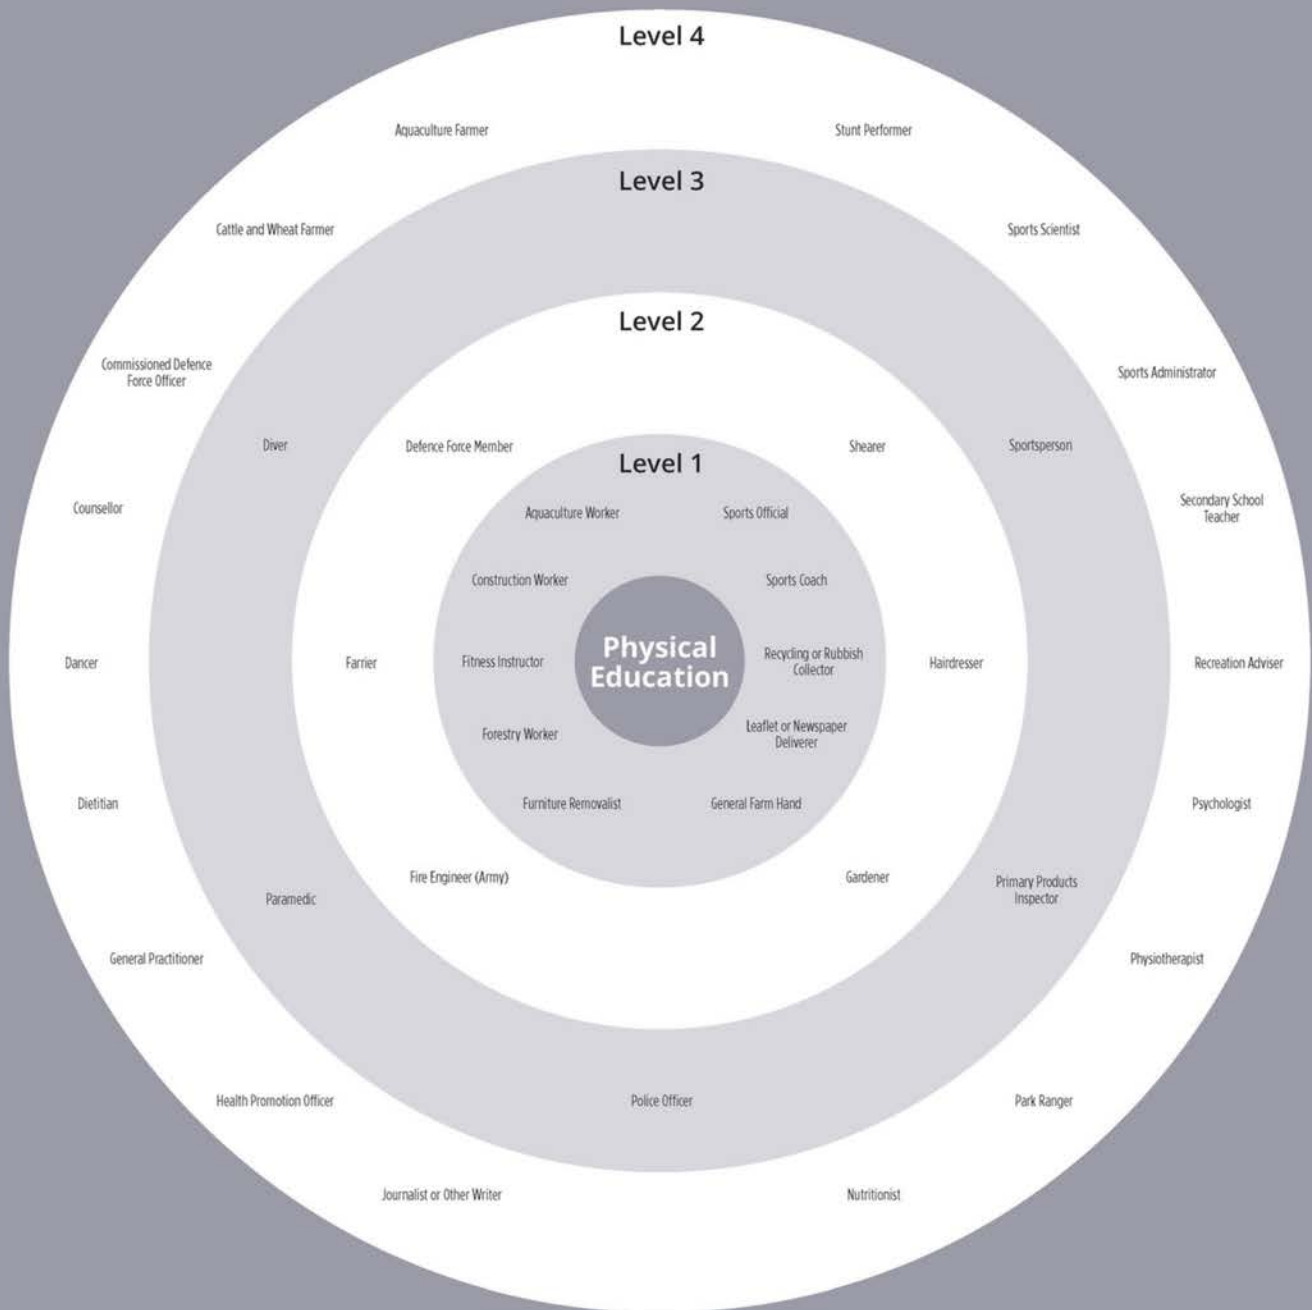 Level 4
Aquaculture Farmer
Stunt Performer
Level 3
Cattle and Wheat Farmer
Sports Scientist
Level 2
Commissioned Defence
Force Officer
Sports Administrator
Diver
Defence Force Member
Shearer
Sportsperson
Level 1
Counsellor
Aquaculture Worker
Sports Official
Secondary School
Teacher
Construction Worker
Sports Coach
Dancer
Farrier
Fitness Instructor
Physical
Education
Recycling or Rubbish
Collector
Hairdresser
Recreation Adviser
Forestry Worker
Leaflet or Newspaper
Deliverer
Dietitian
Furniture Removalist
General Farm Hand
Psychologist
Fire Engineer (Army)
Gardener
Paramedic
Primary Products
Inspector
General Practitioner
Physiotherapist
Health Promotion Officer
Police Officer
Park Ranger
Journalist or Other Writer
Nutritionist